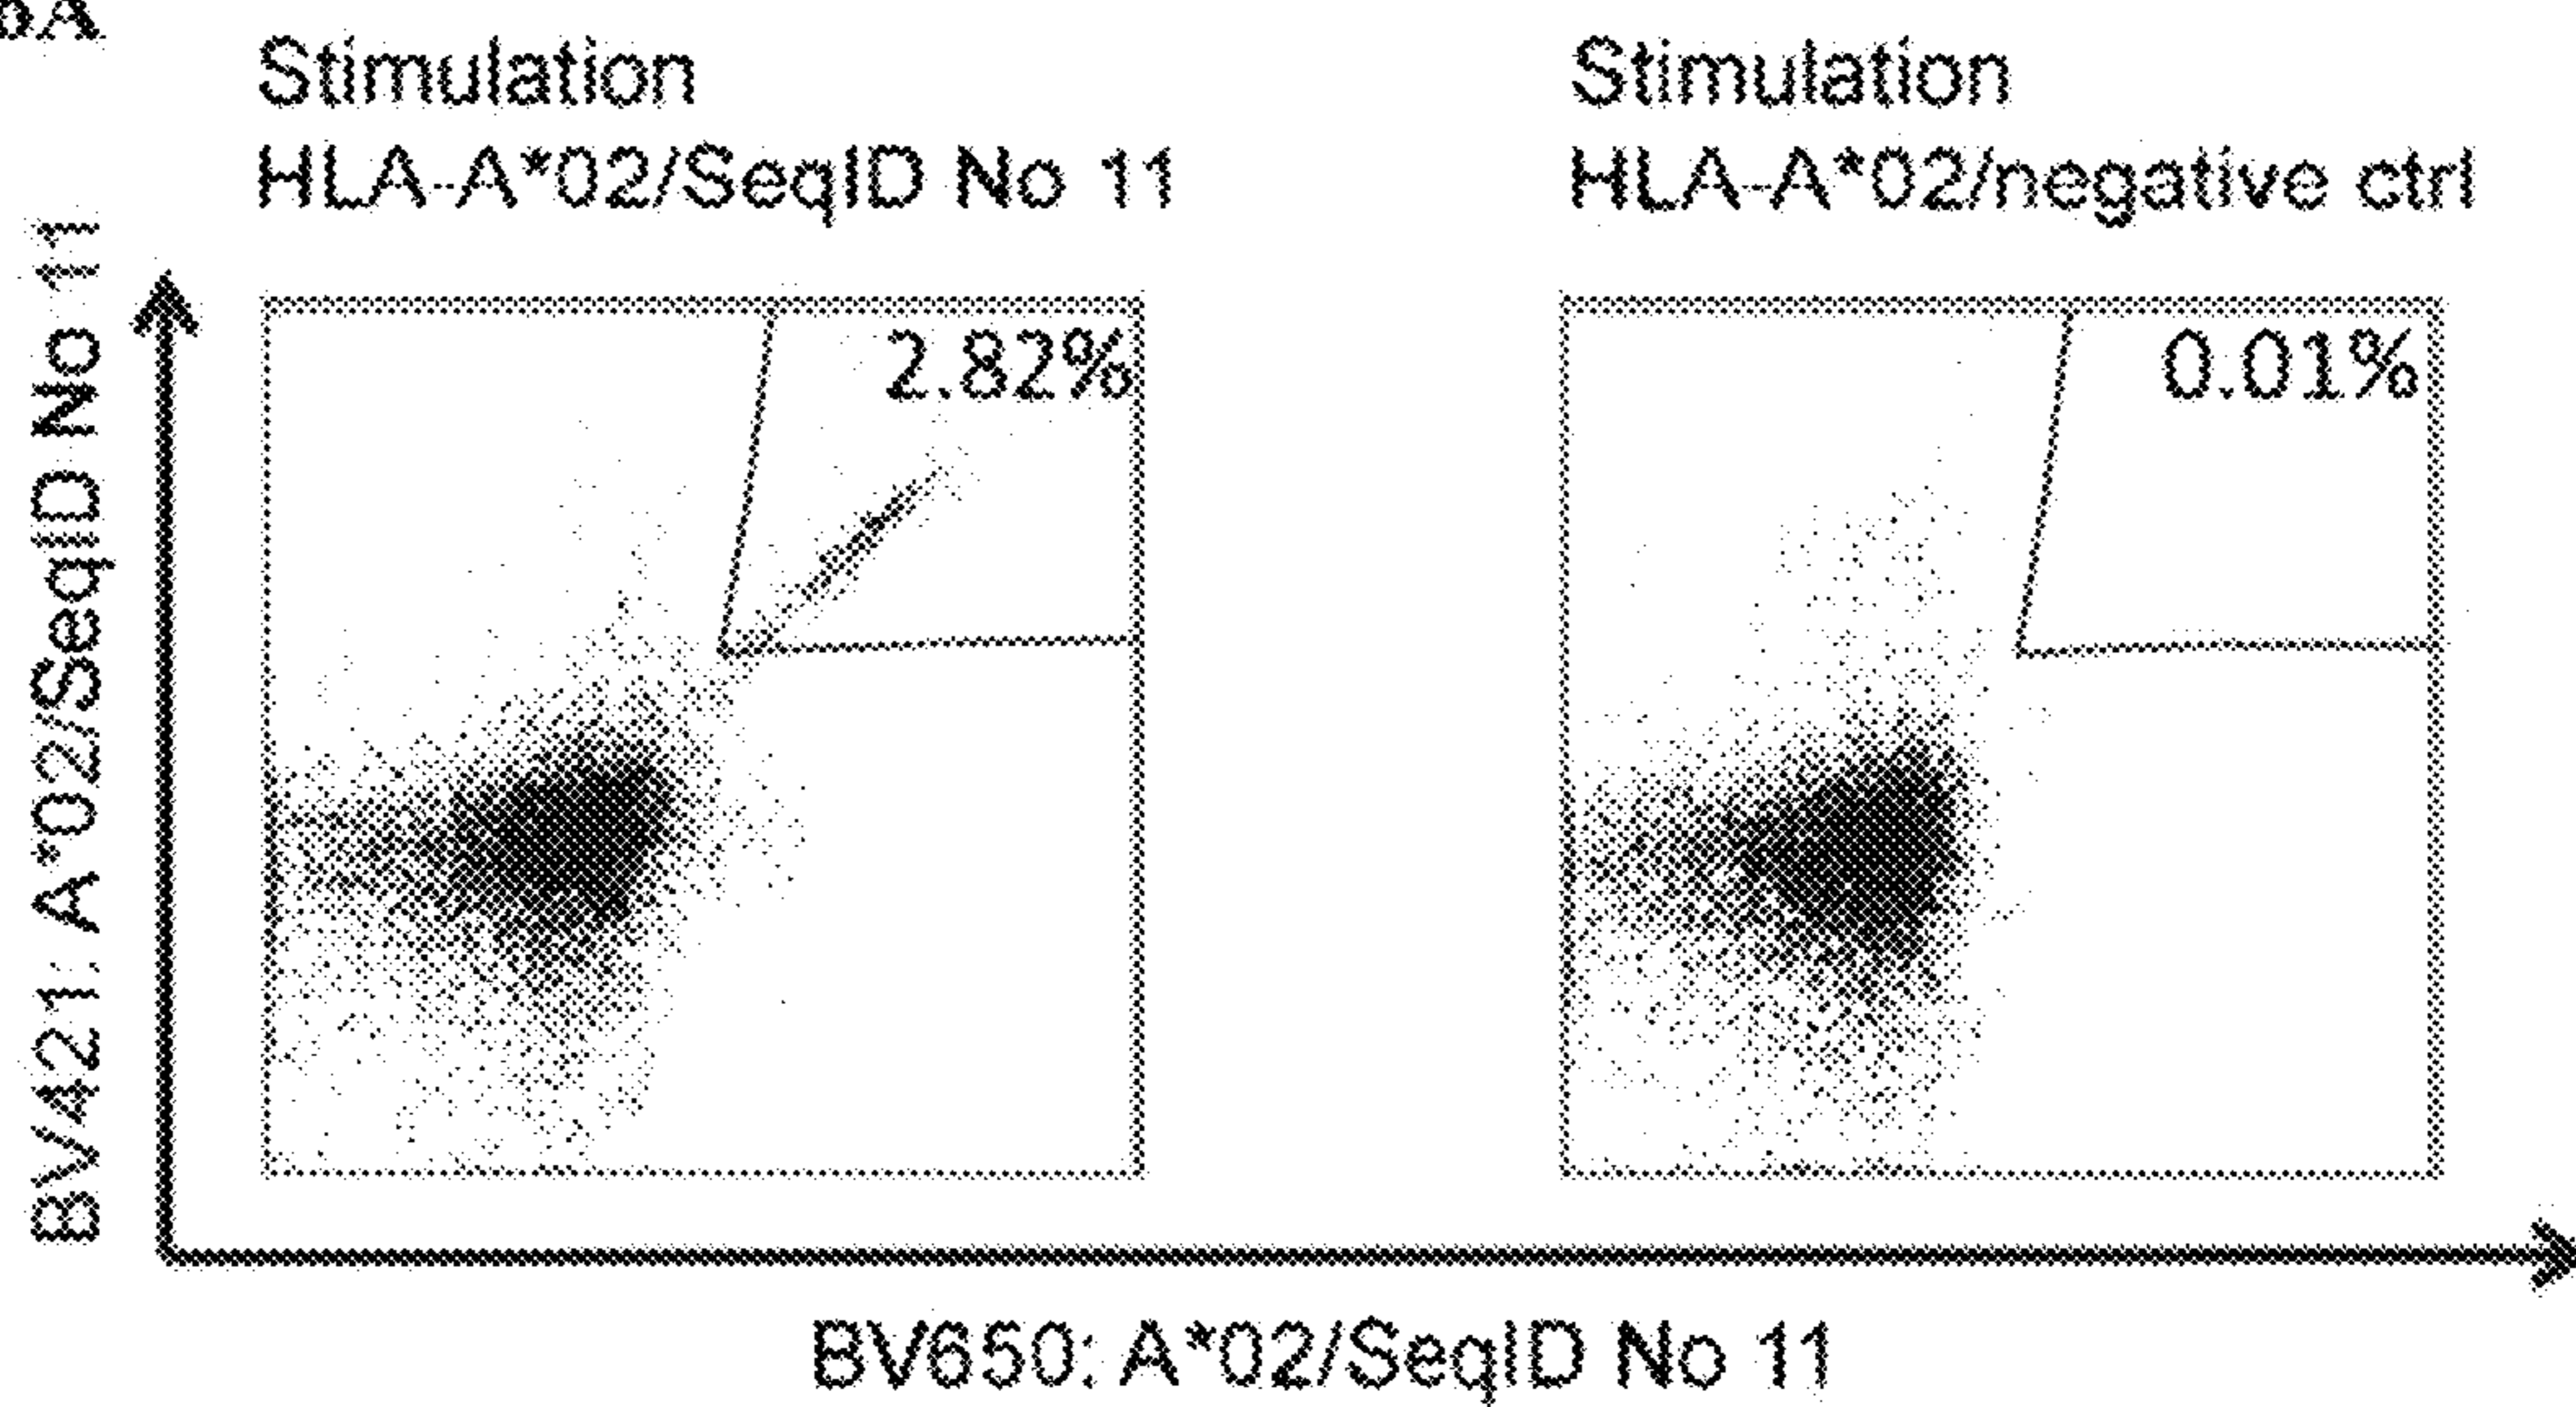 Stimulation
HLA-A*02/SeqID No 11
Stimulation
HLA-A*02/negative ctrl
BV421: A*02/SeqID No 11
2.82%
0.01%
BV650: A*02/SeqID No 11